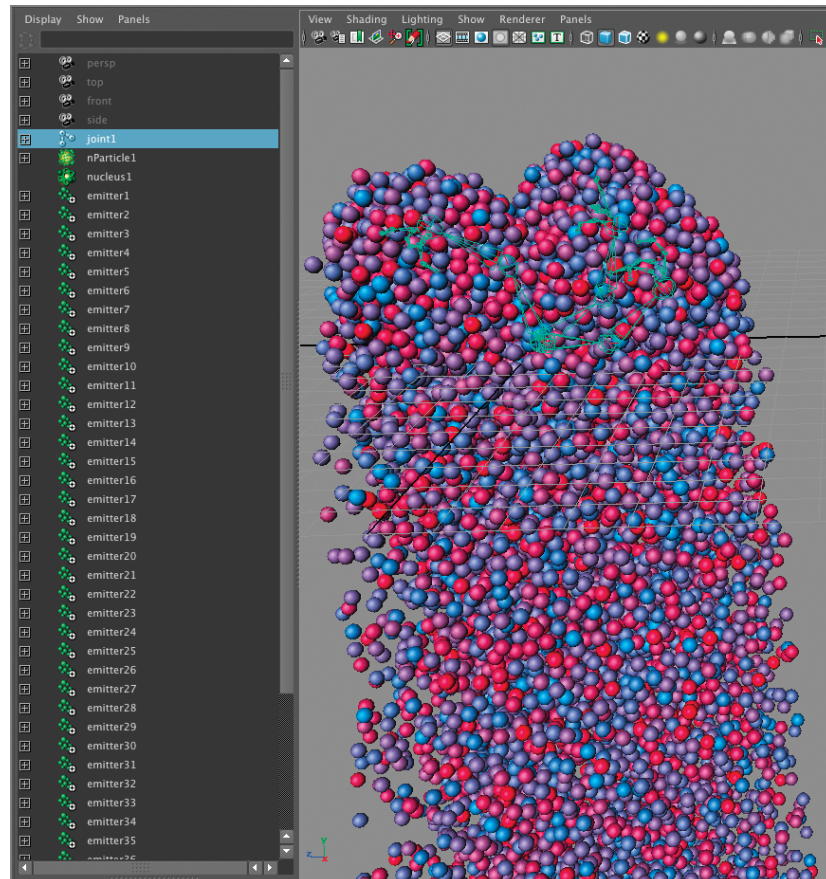 Display Show Panels
View Shading Lighting Show Renderer Panels
persp
top
front
side
joint1
nParticle1
nucleus1
emitter1
emitter2
emitter3
emitter4
emitter5
emitter6
emitter7
emitter8
emitter9
emitter10
emitter11
emitter12
emitter13
emitter14
emitter15
emitter16
emitter17
emitter18
emitter19
emitter20
emitter21
emitter22
emitter23
emitter24
emitter25
emitter26
emitter27
emitter28
emitter29
emitter30
emitter31
emitter32
emitter33
emitter34
emitter35
emitter36
y
z x